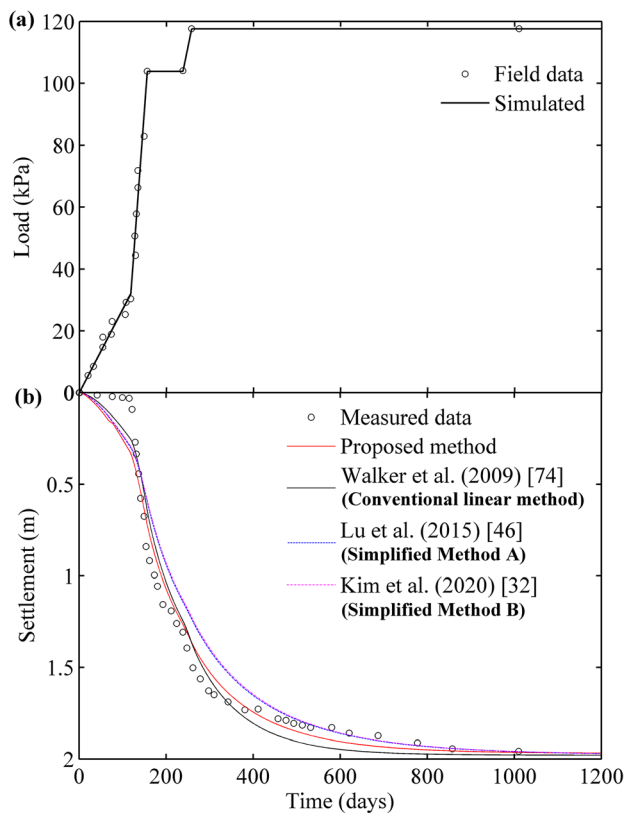 (a)
120
100
80
60
40
20
0
Load (kPa)
Field data
Simulated
(b)
Measured data
Proposed method
Walker et al. (2009) [74]
(Conventional linear method)
Lu et al. (2015) [46]
(Simplified Method A)
Kim et al. (2020) [32]
(Simplified Method B)
0.5
1
1.5
2
Settlement (m)
0 200 400 600 800 1000 1200
Time (days)